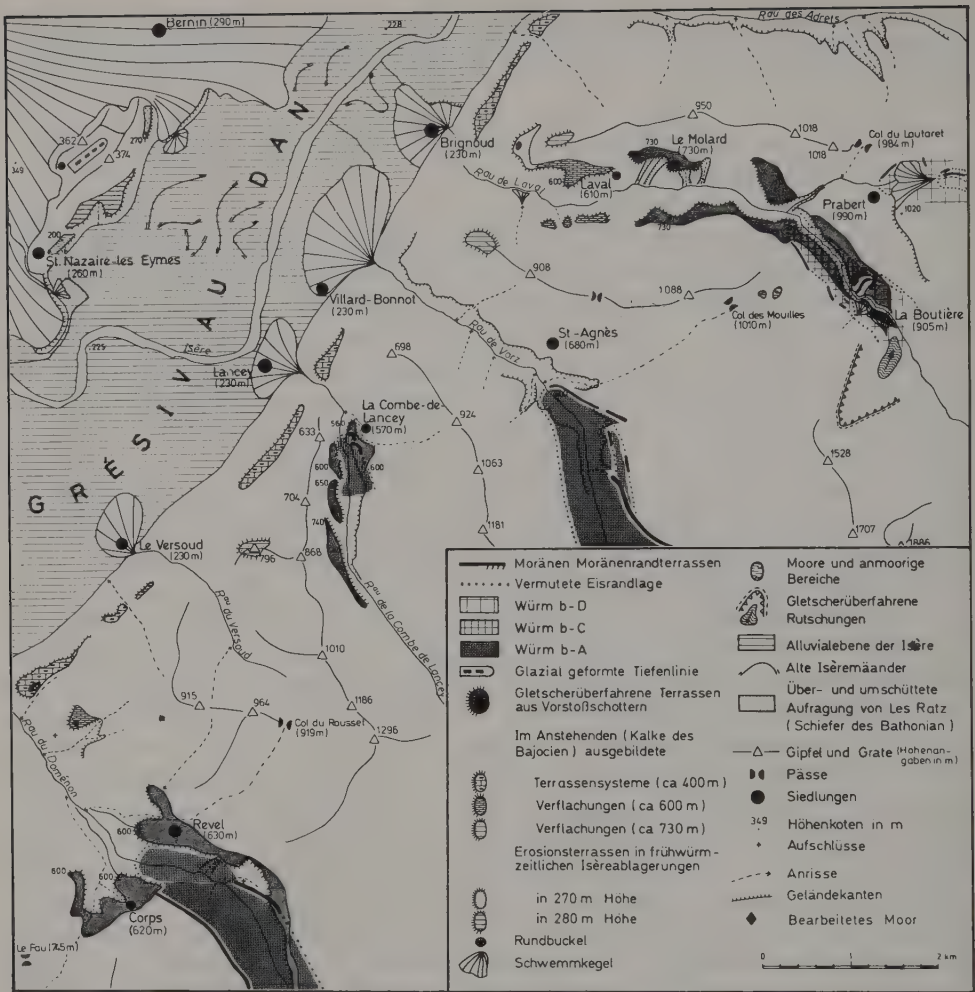 Bernin (290m)
228
Rau des Adrets
362
374
270
349
Brignoud
(230m)
950
1018
1018
Col du Lautaret
(984m)
730
Le Molard
(730m)
600
Laval
(610m)
Rau de Laval
Prabert
(990m)
1020
730
200
St. Nazaire-les Eymes
(260m)
GRÉSIVAUDAN
Villard-Bonnot
(230m)
908
1088
Col des Mouilles
(1010m)
La Boutière
(905m)
Isère
225
Lancey
(230m)
698
Rau de Vorz
St-Agnès
(680m)
La Combe-de-
Lancey
(570m)
560
633
600
600
650
704
740
924
1063
1181
1528
1707
1886
Le Versoud
(230m)
796
868
Rau du Versoud
Rau de la Combe de Lancey
1010
915
964
1186
Col du Rousset
(919m)
1296
Rau du Doménon
600
Revel
(630m)
600
600
Corps
(620m)
Le Fau (745m)
Moränen Moränenrandterrassen
Vermutete Eisrandlage
Würm b-D
Würm b-C
Würm b-A
Glazial geformte Tiefenlinie
Gletscherüberfahrene Terrassen
aus Vorstoßschottern
Im Anstehenden (Kalke des
Bajocien) ausgebildete
Terrassensysteme (ca 400m)
Verflachungen (ca 600 m)
Verflachungen (ca 730 m)
Erosionsterrassen in frühwürm-
zeitlichen Isèreablagerungen
in 270 m Höhe
in 280 m Höhe
Rundbuckel
Schwemmkegel
Moore und anmoorige
Bereiche
Gletscherüberfahrene
Rutschungen
Alluvialebene der Isère
Alte Isèremäander
Über- und umschüttete
Aufragung von Les Ratz
(Schiefer des Bathonian)
Gipfel und Grate (Höhenan-
gaben in m)
Pässe
Siedlungen
349 Höhenkoten in m
Aufschlüsse
Anrisse
Geländekanten
Bearbeitetes Moor
0 2 km